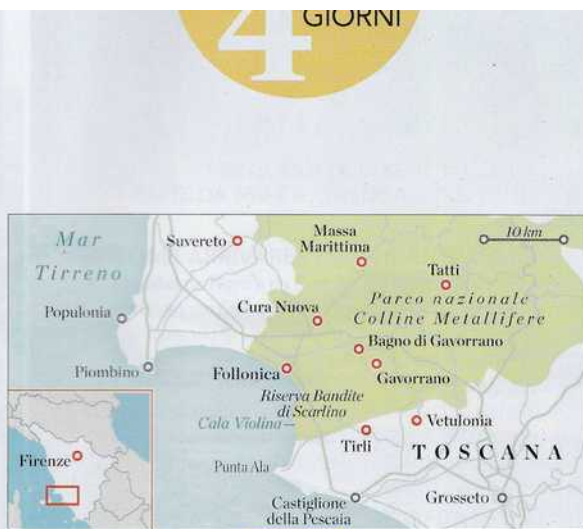 4
GIORNI
Mar
Tirreno
Suvereto
Massa
Marittima
10 km
Tatti
Populonia
Cura Nuova
Parco nazionale
Colline Metallifere
Bagno di Gavorrano
Piombino
Follonica
Gavorrano
Riserva Bandite
di Scarlino
Cala Violina
Vetulonia
Tirli
TOSCANA
Firenze
Punta Ala
Castiglione
della Pescaia
Grosseto